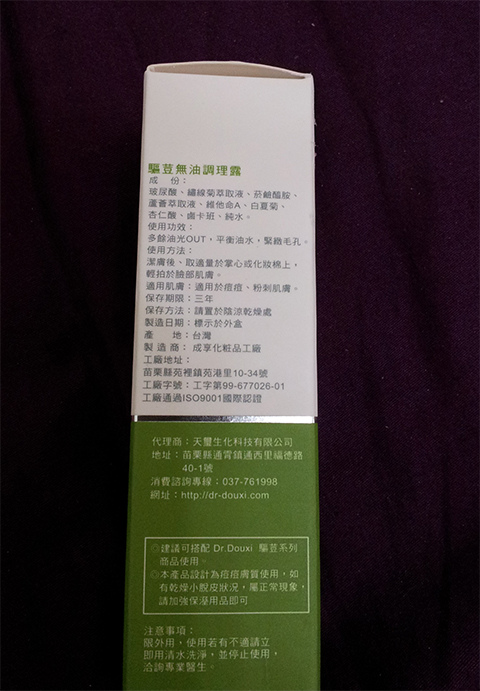 驅荳無油調理露
成　份：
玻尿酸、繡線菊萃取液、菸鹼醯胺、
蘆薈萃取液、維他命A、白夏菊、
杏仁酸、鹵卡班、純水。
使用功效：
多餘油光OUT，平衡油水，緊緻毛孔。
使用方法：
潔膚後、取適量於掌心或化妝棉上，
輕拍於臉部肌膚。
適用肌膚：適用於痘痘、粉刺肌膚。
保存期限：三年
保存方法：請置於陰涼乾燥處
製造日期：標示於外盒
產　　地：台灣
製 造 商： 成享化粧品工廠
工廠地址：
苗栗縣苑裡鎮苑港里10-34號
工廠字號：工字第99-677026-01
工廠通過ISO9001國際認證
代理商：天璽生化科技有限公司
地址：苗栗縣通霄鎮通西里福德路
40-1號
消費諮詢專線：037-761998
網址：http://dr-douxi.com
◎建議可搭配 Dr.Douxi 驅荳系列
商品使用。
◎本產品設計為痘痘膚質使用，如
有乾燥小脫皮狀況，屬正常現象，
請加強保溼用品即可
注意事項：
限外用，使用若有不適請立
即用清水洗淨，並停止使用，
洽詢專業醫生。